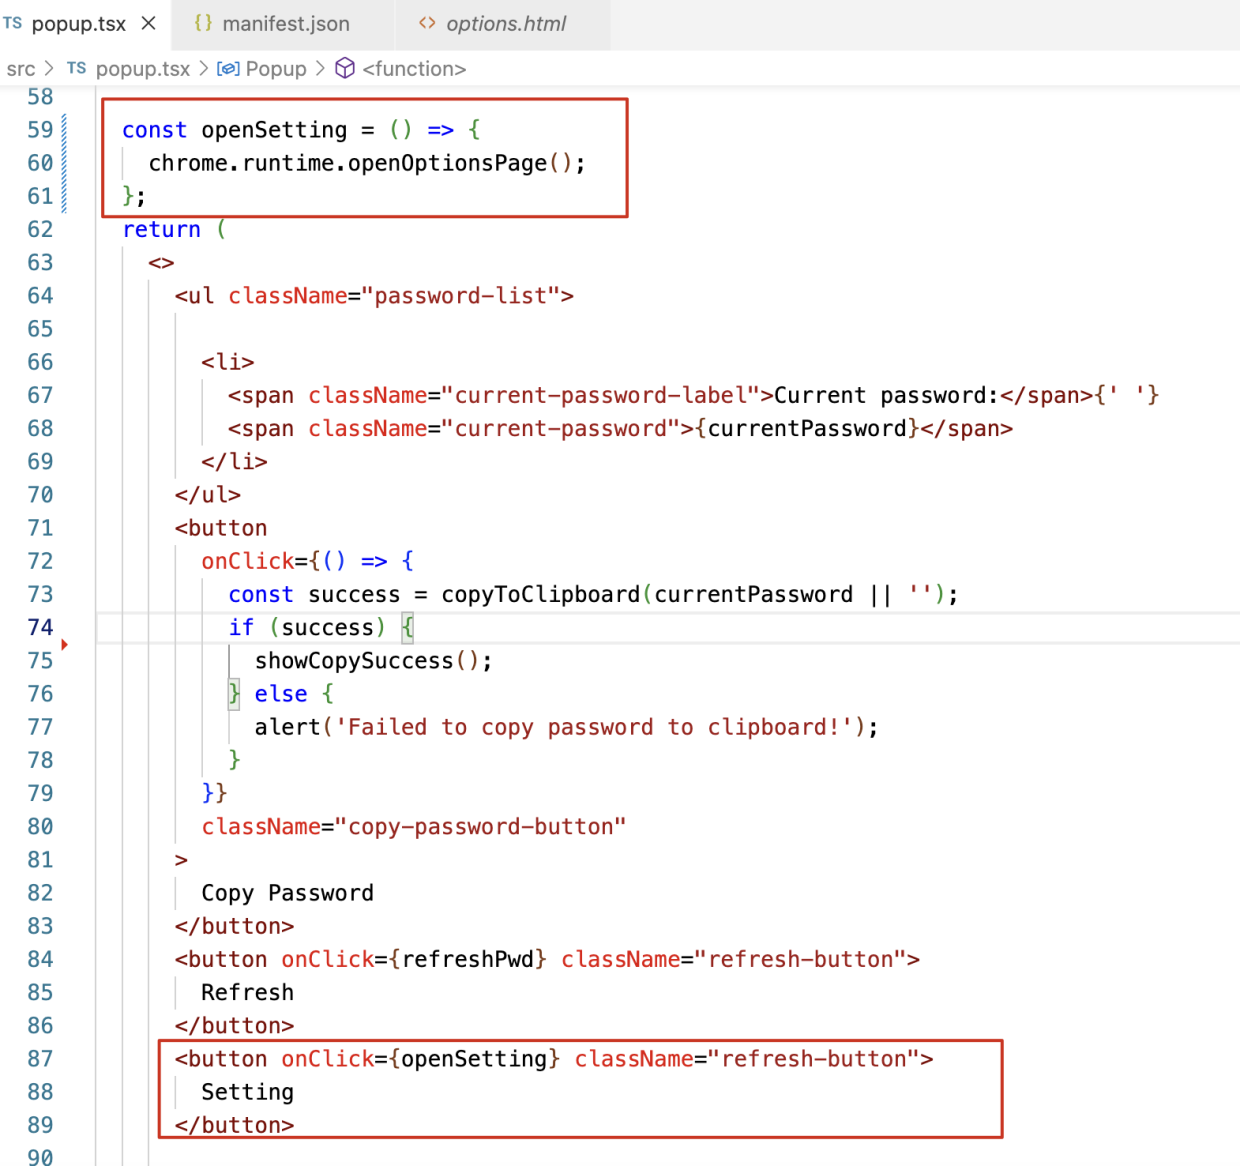 TS popup.tsx × {} manifest.json <> options.html
src > TS popup.tsx > Popup > <function>
58
59 const openSetting = () => {
60 chrome.runtime.openOptionsPage();
61 };
62 return (
63 <>
64 <ul className="password-list">
65
66 <li>
67 <span className="current-password-label">Current password:</span>{' '}
68 <span className="current-password">{currentPassword}</span>
69 </li>
70 </ul>
71 <button
72 onClick={() => {
73 const success = copyToClipboard(currentPassword || '');
74 if (success) {
75 showCopySuccess();
76 } else {
77 alert('Failed to copy password to clipboard!');
78 }
79 }}
80 className="copy-password-button"
81 >
82 Copy Password
83 </button>
84 <button onClick={refreshPwd} className="refresh-button">
85 Refresh
86 </button>
87 <button onClick={openSetting} className="refresh-button">
88 Setting
89 </button>
90